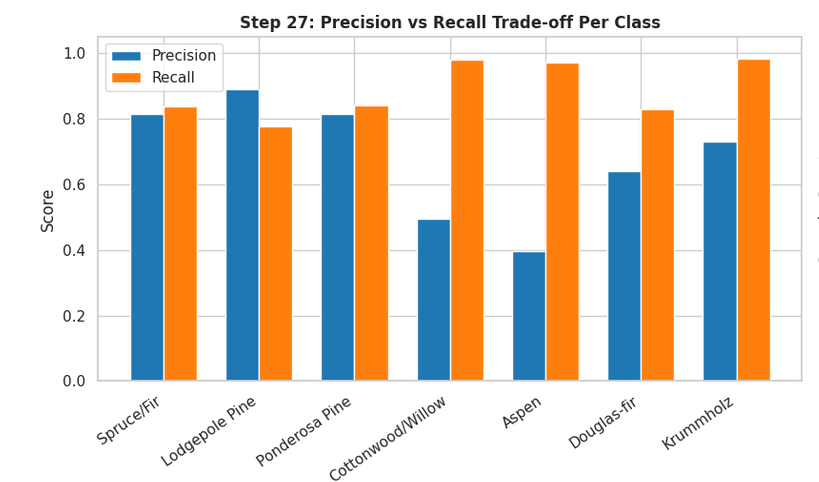 Step 27: Precision vs Recall Trade-off Per Class
Precision
Recall
1.0
0.8
0.6
0.4
0.2
0.0
Score
Spruce/Fir
Lodgepole Pine
Ponderosa Pine
Cottonwood/Willow
Aspen
Douglas-fir
Krummholz